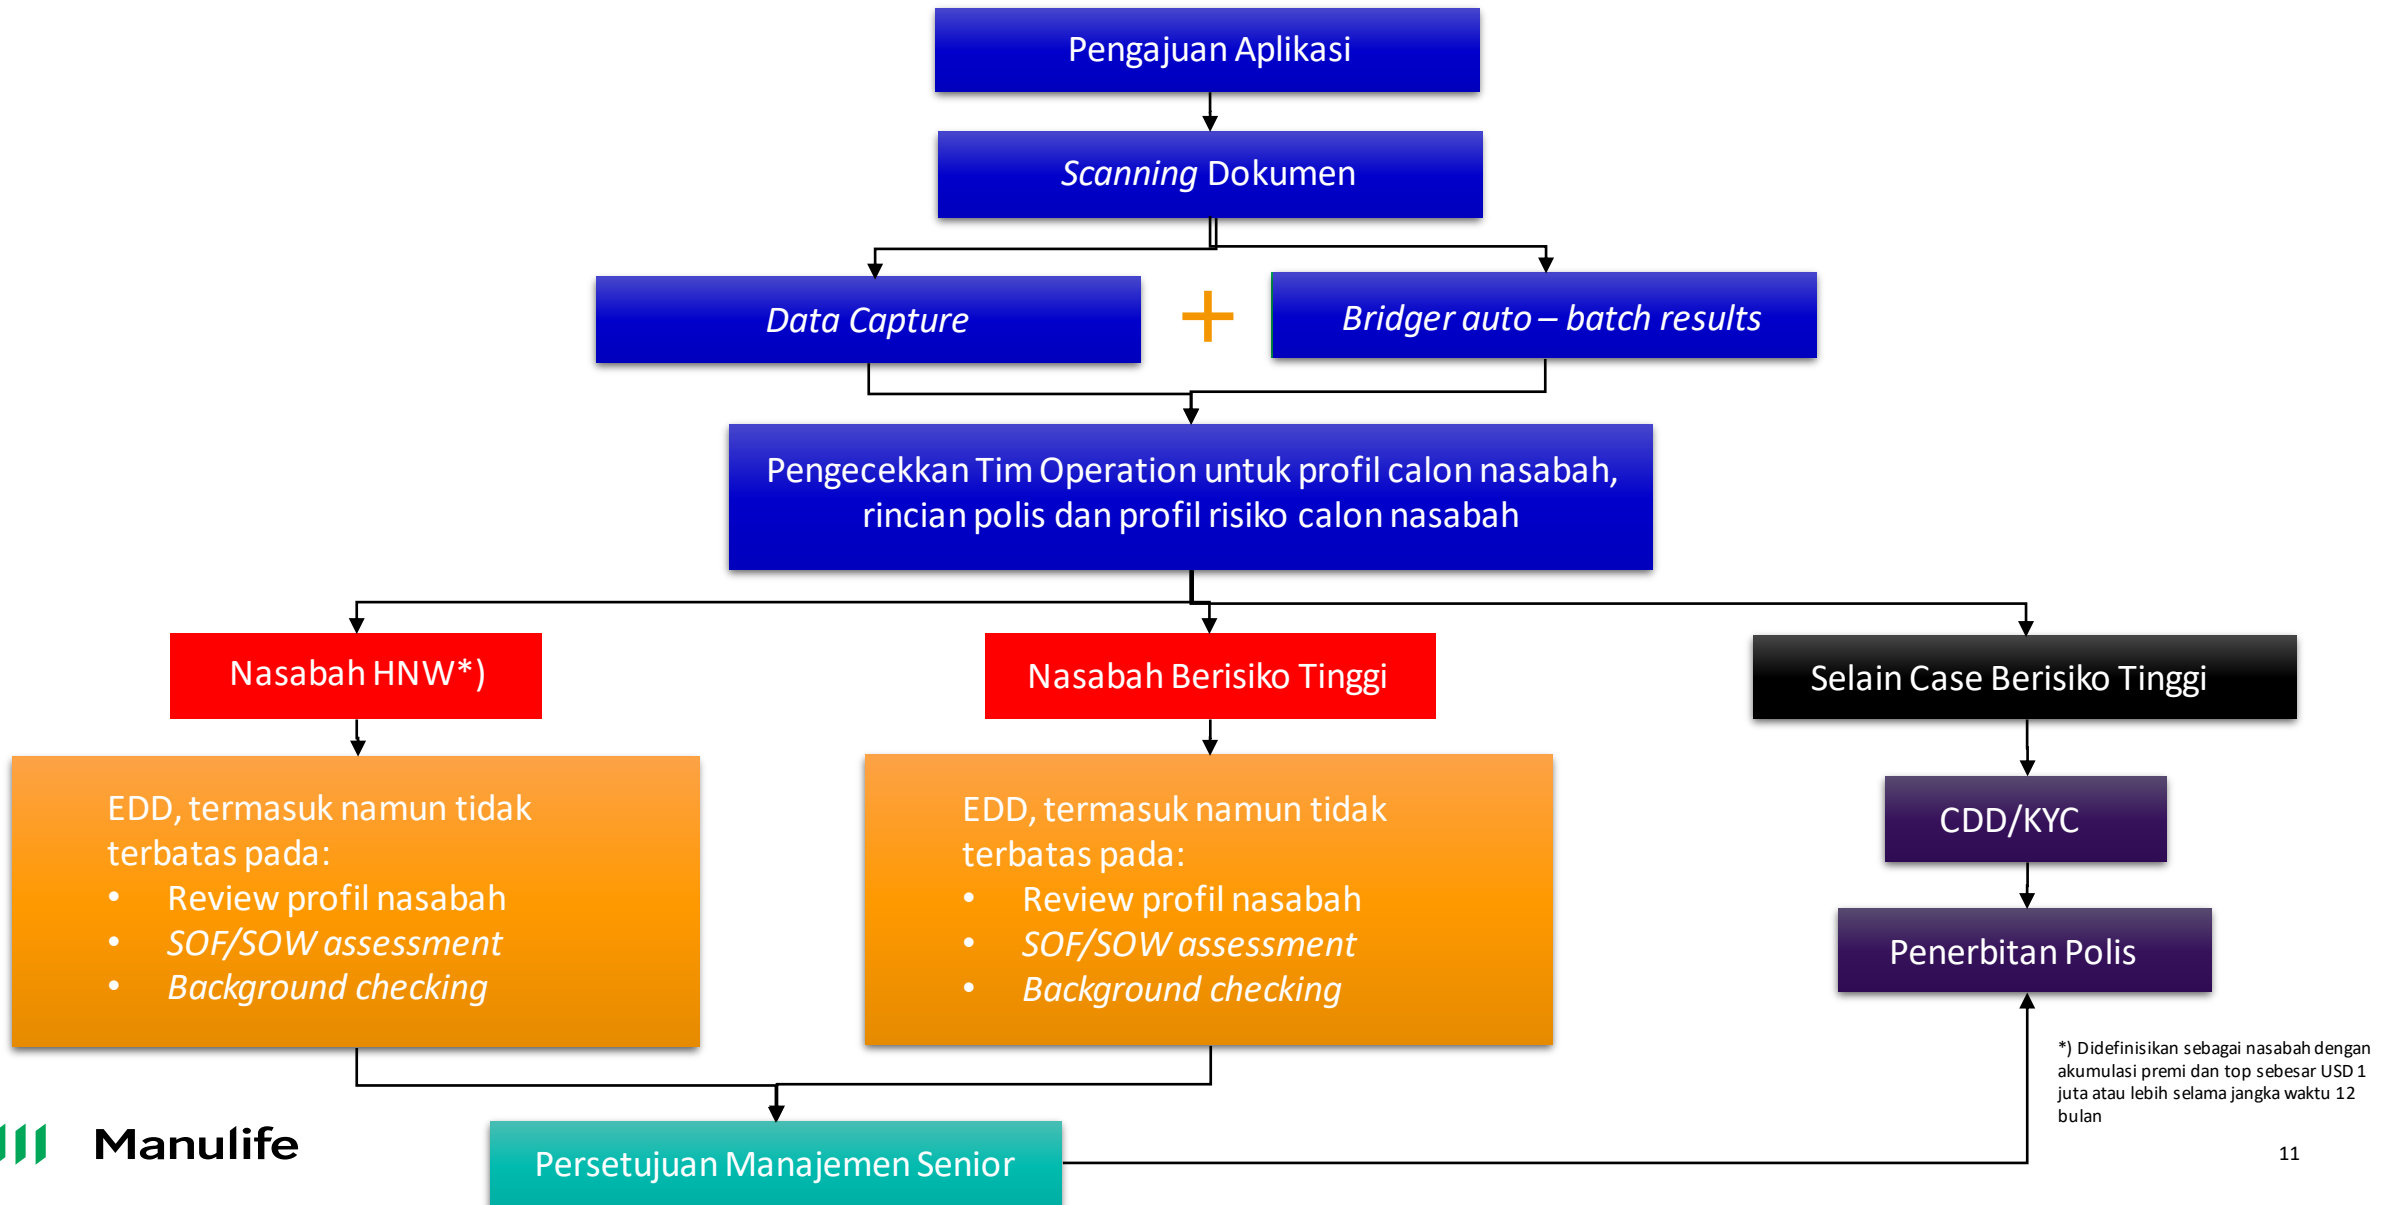 Pengajuan Aplikasi
Scanning Dokumen
Data Capture
+
Bridger auto – batch results
Pengecekkan Tim Operation untuk profil calon nasabah,
rincian polis dan profil risiko calon nasabah
Nasabah HNW*)
Nasabah Berisiko Tinggi
Selain Case Berisiko Tinggi
EDD, termasuk namun tidak
terbatas pada:
• Review profil nasabah
• SOF/SOW assessment
• Background checking
EDD, termasuk namun tidak
terbatas pada:
• Review profil nasabah
• SOF/SOW assessment
• Background checking
CDD/KYC
Penerbitan Polis
*) Didefinisikan sebagai nasabah dengan
akumulasi premi dan top sebesar USD 1
juta atau lebih selama jangka waktu 12
bulan
Manulife
Persetujuan Manajemen Senior
11